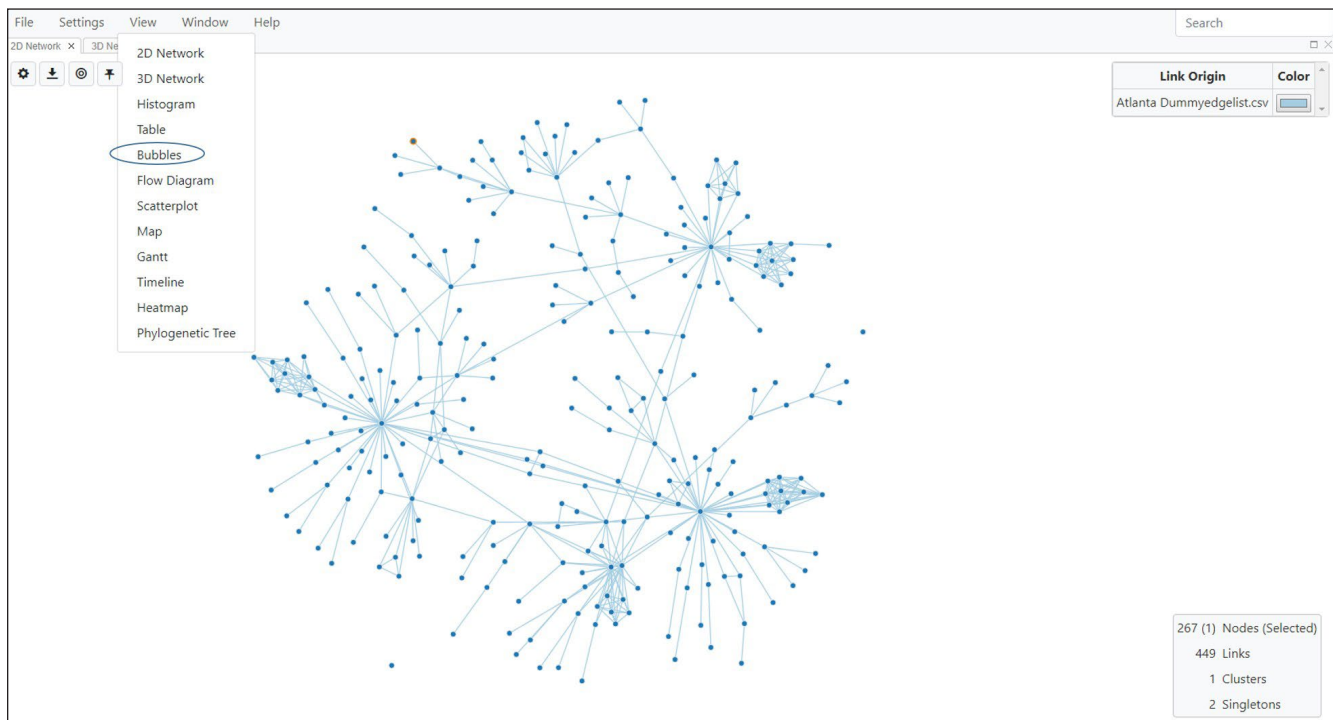 File Settings View Window Help Search
2D Network × 3D Ne
2D Network
3D Network
Histogram
Table
Bubbles
Flow Diagram
Scatterplot
Map
Gantt
Timeline
Heatmap
Phylogenetic Tree
Link Origin Color
Atlanta Dummyedgelist.csv
267 (1) Nodes (Selected)
449 Links
1 Clusters
2 Singletons